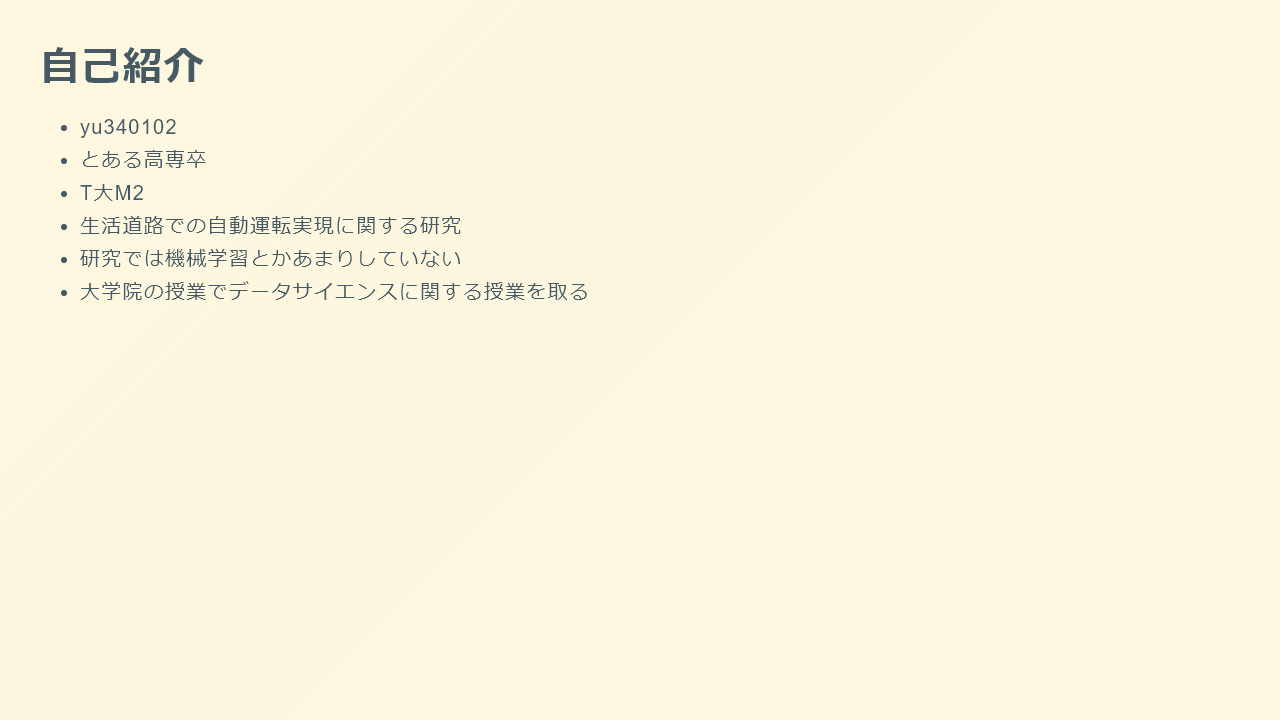 自己紹介
yu340102
とある高専卒
T大M2
生活道路での自動運転実現に関する研究
研究では機械学習とかあまりしていない
大学院の授業でデータサイエンスに関する授業を取る